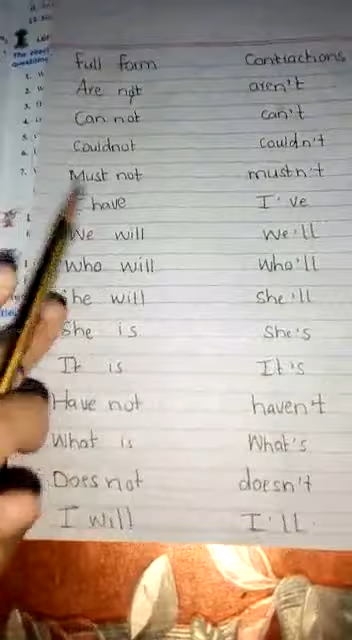 Full form Contractions
Are not aren't
Can not can't
Couldnot couldn't
Must not mustn't
I have I've
We will we'll
Who will Who'll
She will she'll
She is she's
It is It's
Have not haven't
What is What's
Does not doesn't
I will I'll